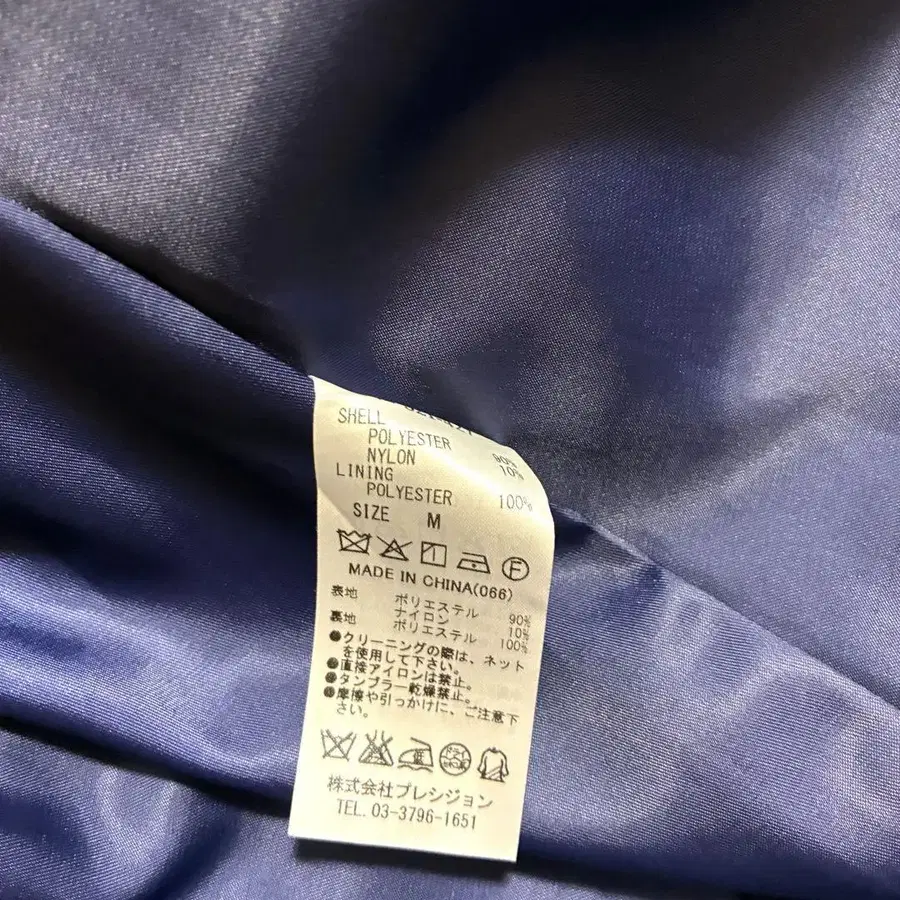 SHELL
POLYESTER 90%
NYLON 10%
LINING
POLYESTER 100%
SIZE M
F
MADE IN CHINA(066)
表地 ポリエステル 90%
ナイロン 10%
裏地 ポリエステル 100%
●クリーニングの際は、ネット
を使用して下さい。
●直接アイロンは禁止。
●タンブラー乾燥禁止。
●摩擦や引っかけに、ご注意下
さい。
ドライ
株式会社プレシジョン
TEL. 03-3796-1651